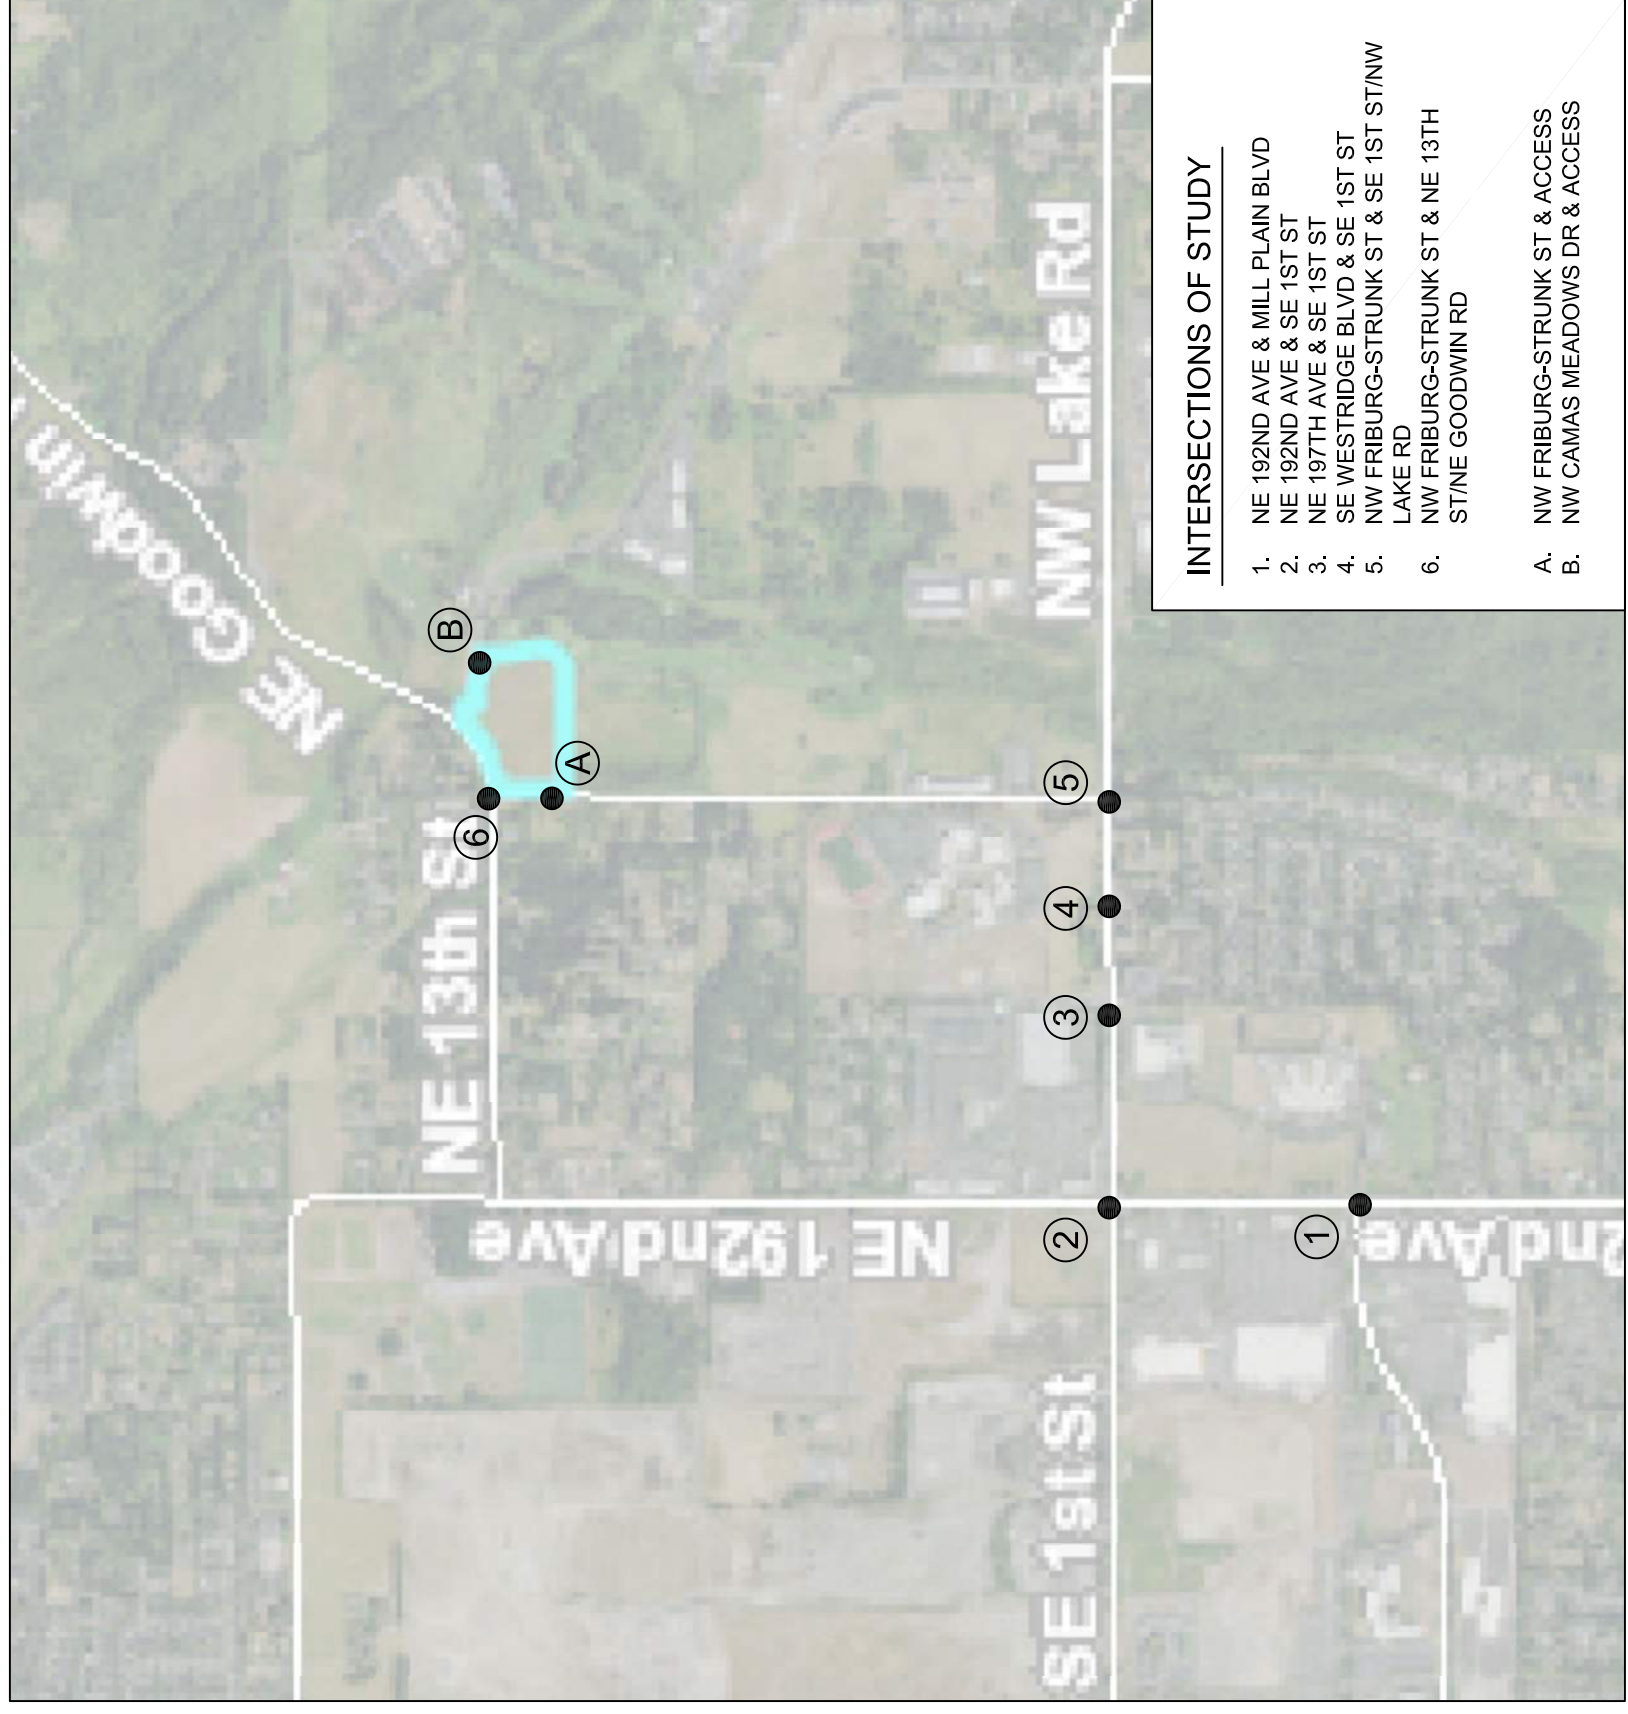 NE Goodwin
NE 13th St
NE 192nd Ave
SE 1st St
NW Lake Rd
2nd Ave
B
6
A
2
3
4
5
1
INTERSECTIONS OF STUDY
1. NE 192ND AVE & MILL PLAIN BLVD
2. NE 192ND AVE & SE 1ST ST
3. NE 197TH AVE & SE 1ST ST
4. SE WESTRIDGE BLVD & SE 1ST ST
5. NW FRIBURG-STRUNK ST & SE 1ST ST/NW
LAKE RD
6. NW FRIBURG-STRUNK ST & NE 13TH
ST/NE GOODWIN RD
A. NW FRIBURG-STRUNK ST & ACCESS
B. NW CAMAS MEADOWS DR & ACCESS